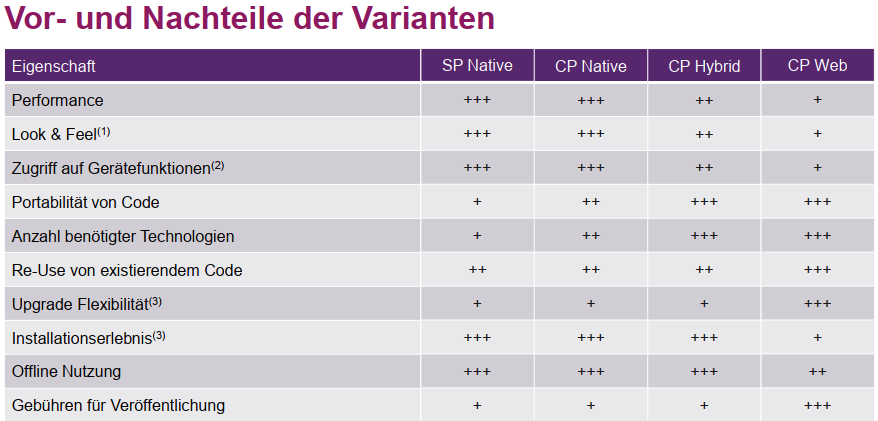 Vor- und Nachteile der Varianten
Eigenschaft SP Native CP Native CP Hybrid CP Web
Performance +++ +++ ++ +
Look & Feel(1) +++ +++ ++ +
Zugriff auf Gerätefunktionen(2) +++ +++ ++ +
Portabilität von Code + ++ +++ +++
Anzahl benötigter Technologien + ++ +++ +++
Re-Use von existierendem Code ++ ++ ++ +++
Upgrade Flexibilität(3) + + + +++
Installationserlebnis(3) +++ +++ +++ +
Offline Nutzung +++ +++ +++ ++
Gebühren für Veröffentlichung + + + +++